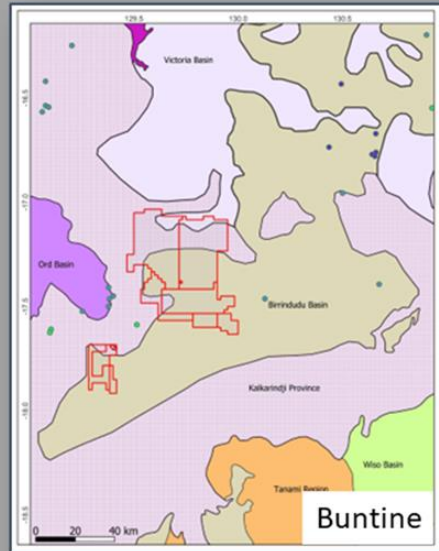 129.5 130.0 130.5
Victoria Basin
-16.5
-17.0
Ord Basin
-17.5
Birrindudu Basin
Kalkarindji Province
-18.0
Wiso Basin
Tanami Region
-18.5
Buntine
0 20 40 km